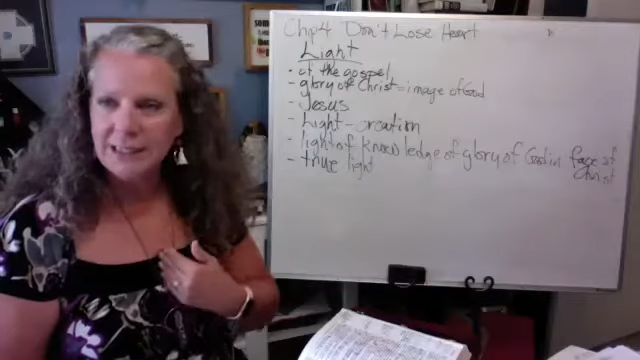 Chp 4 Don't Lose Heart
Light
• of the gospel
- glory of Christ = image of God
- Jesus
- Light - creation
- light of knowledge of glory of God in face of Christ
- true light